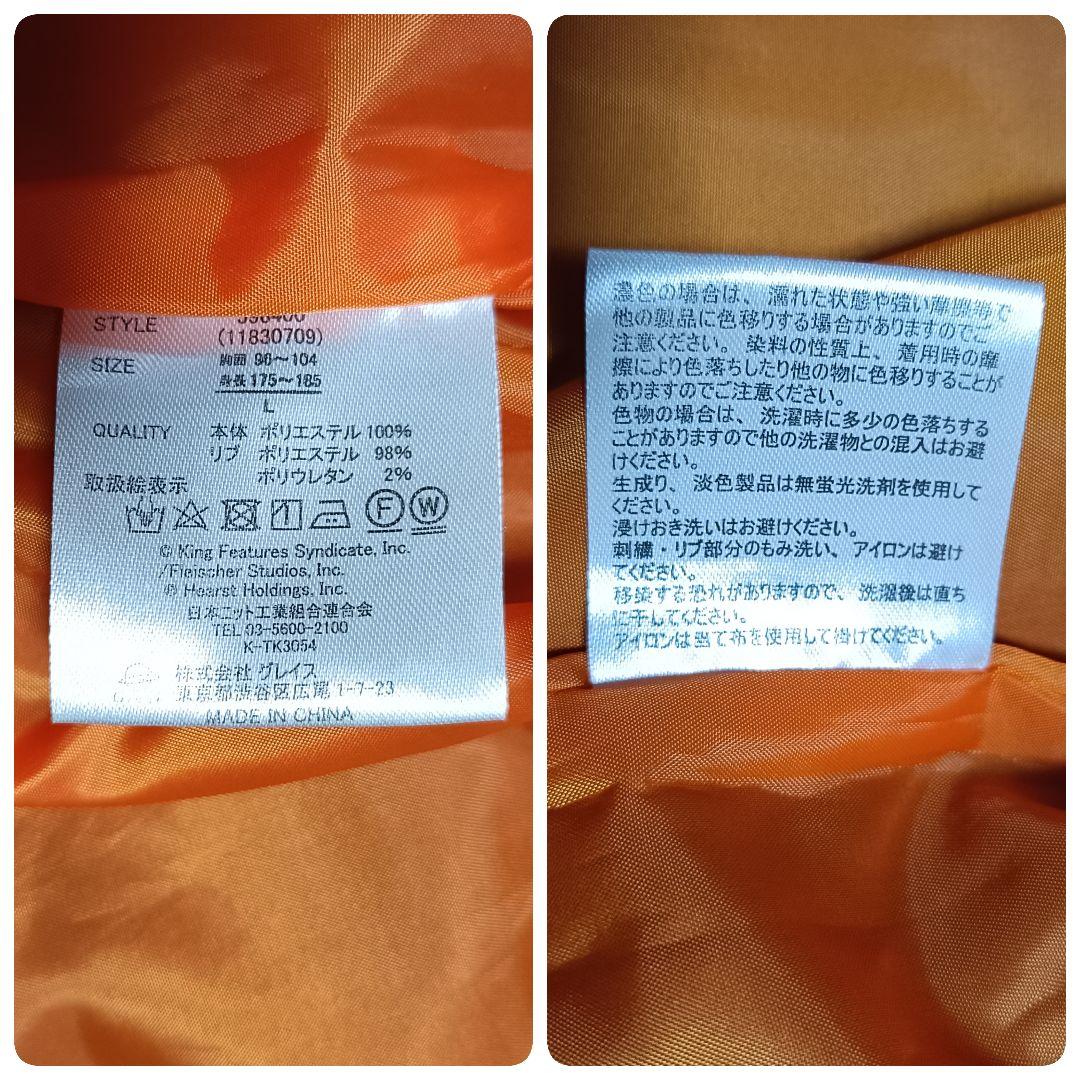 STYLE
(11830709)
SIZE
胸囲 96～104
身長 175～185
L
QUALITY 本体 ポリエステル 100%
リブ ポリエステル 98%
ポリウレタン 2%
取扱絵表示
F W
© King Features Syndicate, Inc.
/Fleischer Studios, Inc.
© Hearst Holdings, Inc.
日本ニット工業組合連合会
TEL 03-5600-2100
K-TK3054
株式会社 グレイス
東京都渋谷区広尾 1-7-23
MADE IN CHINA
濃色の場合は、濡れた状態や強い摩擦等で
他の製品に色移りする場合がありますのでご
注意ください。染料の性質上、着用時の摩
擦により色落ちしたり他の物に色移りすることが
ありますのでご注意ください。
色物の場合は、洗濯時に多少の色落ちする
ことがありますので他の洗濯物との混入はお避
けください。
生成り、淡色製品は無蛍光洗剤を使用して
ください。
浸けおき洗いはお避けください。
刺繍・リブ部分のもみ洗い、アイロンは避け
てください。
移染する恐れがありますので、洗濯後は直ち
に干してください。
アイロンは当て布を使用して掛けてください。